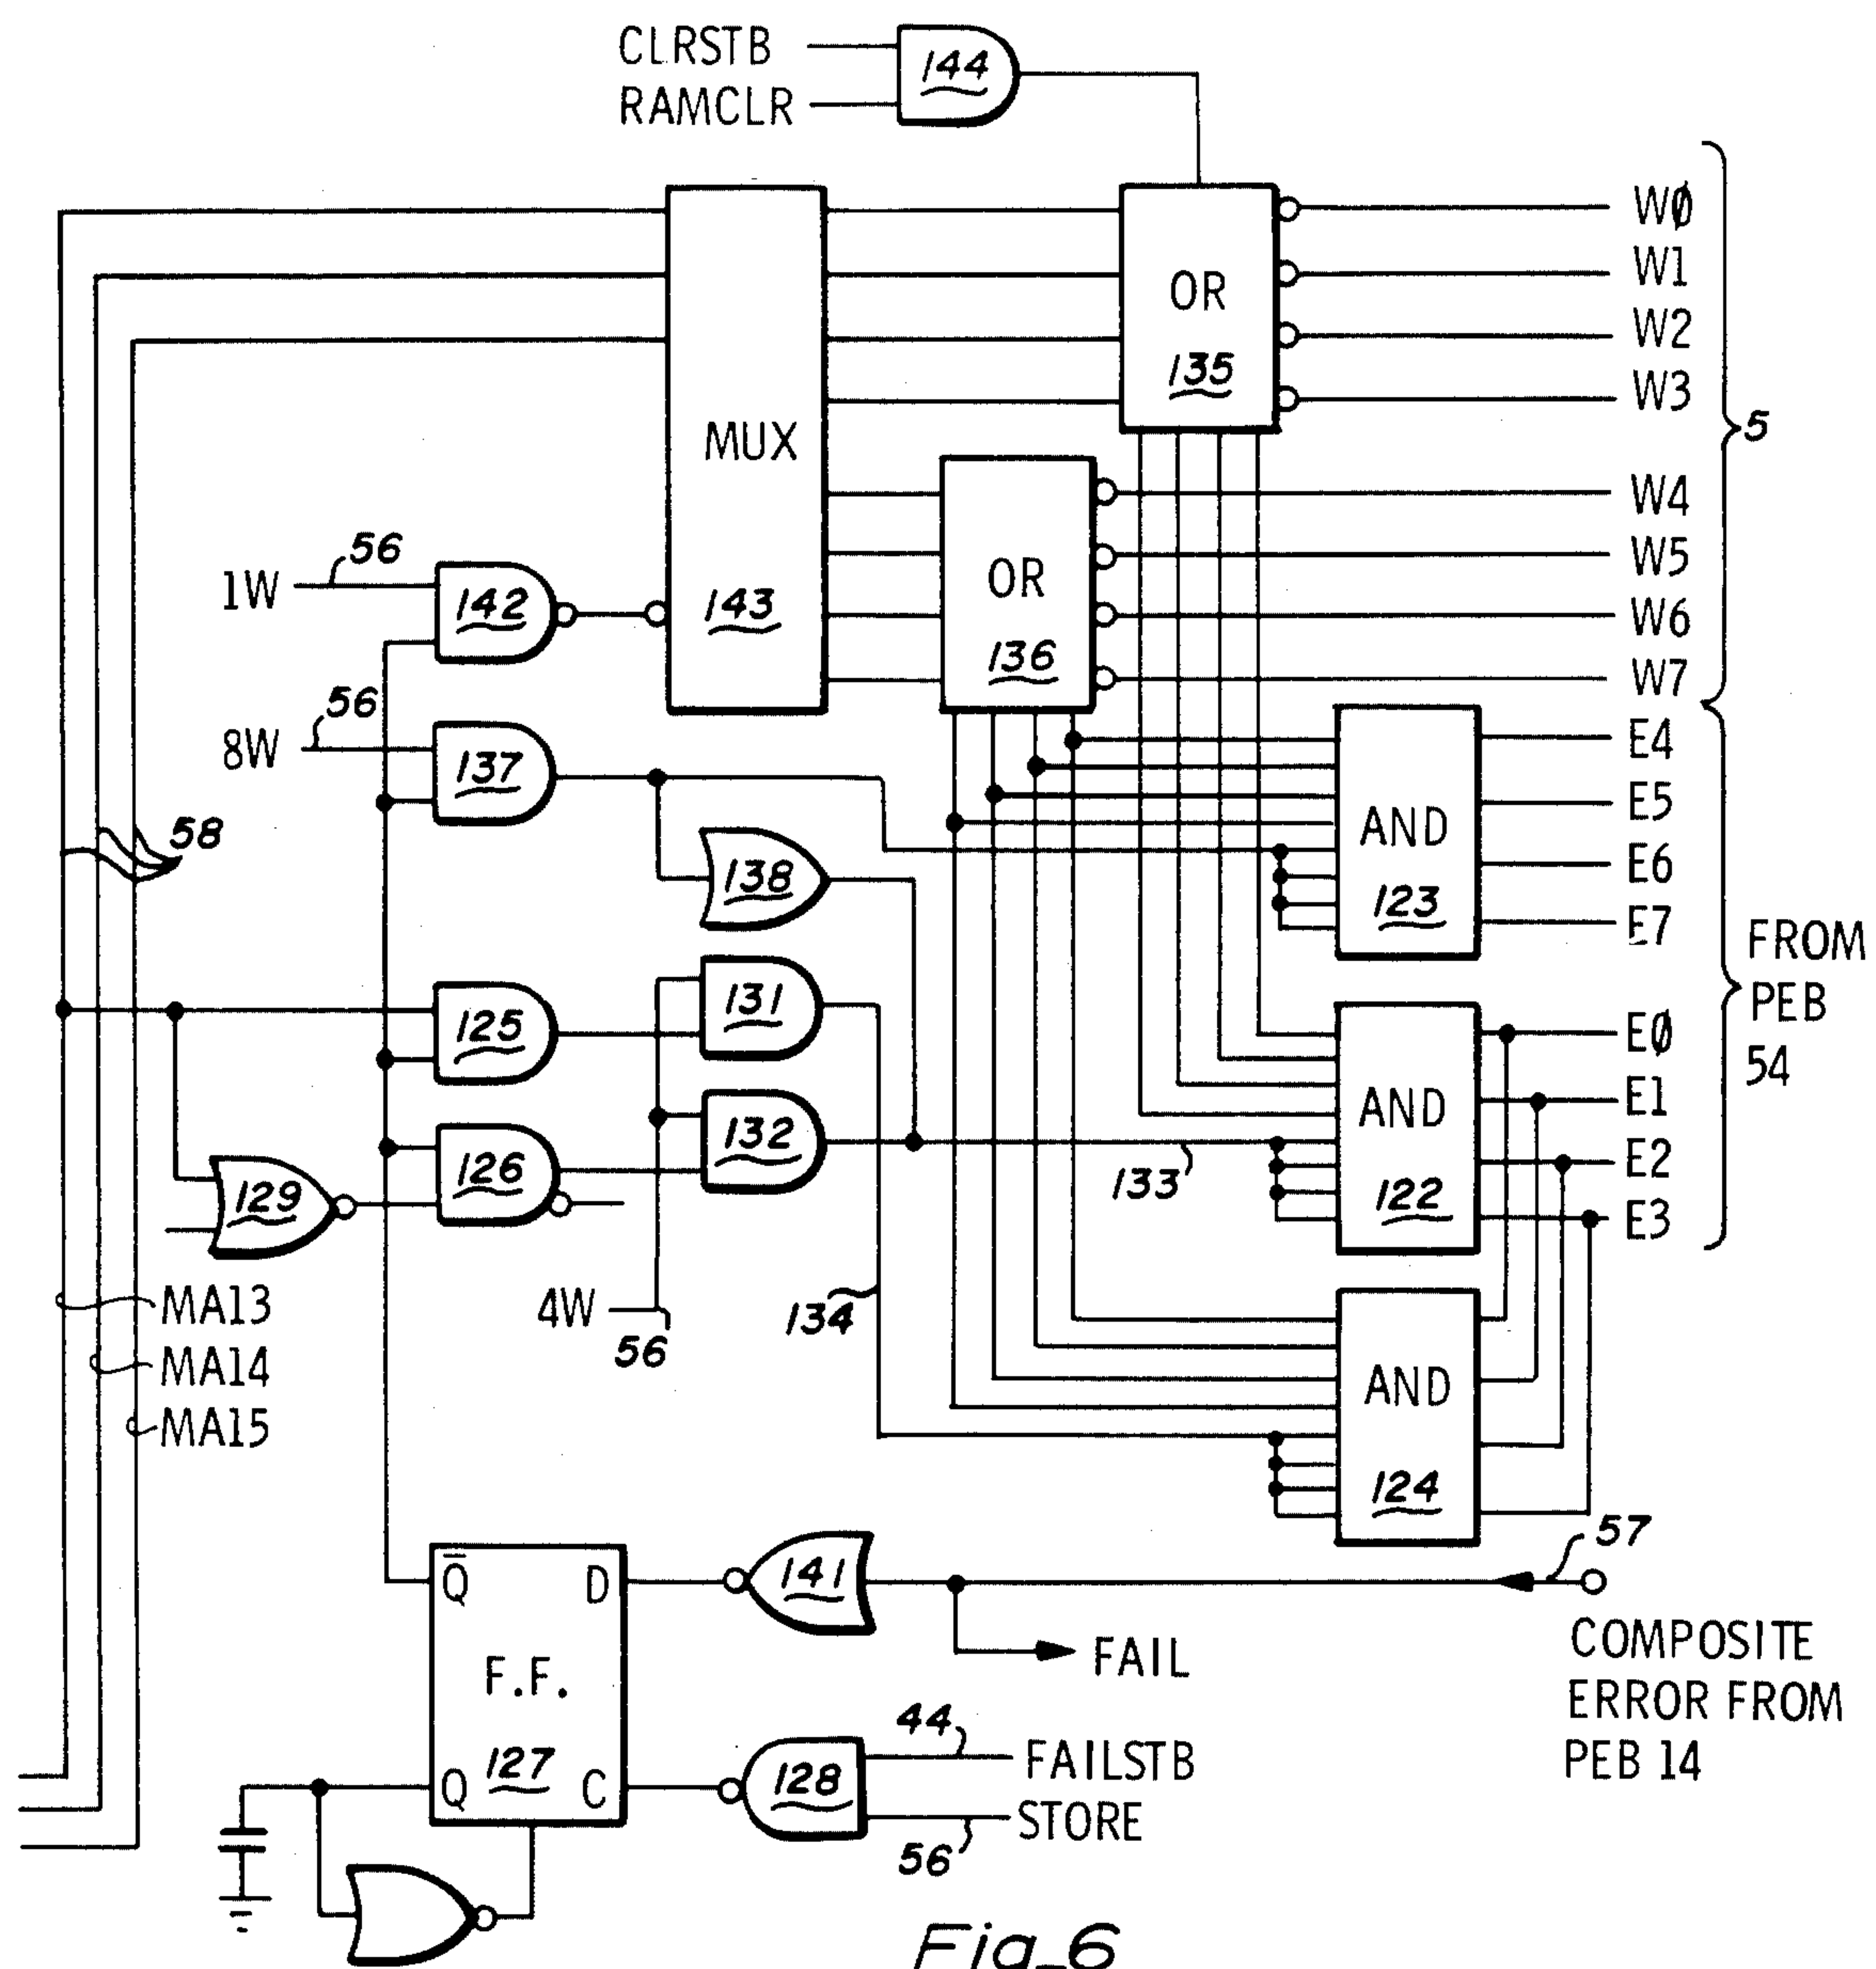 CLRSTB
RAMCLR
144
WØ
W1
W2
W3
OR
135
5
MUX
143
W4
W5
W6
W7
OR
136
1W
56
142
8W
56
137
138
58
E4
E5
E6
E7
AND
123
FROM
PEB
54
125
131
EØ
E1
E2
E3
AND
122
126
132
133
129
MA13
MA14
MA15
4W
56
134
AND
124
57
Q̅
D
F.F.
127
Q
C
141
FAIL
COMPOSITE
ERROR FROM
PEB 14
128
44
FAILSTB
STORE
56
Fig_6